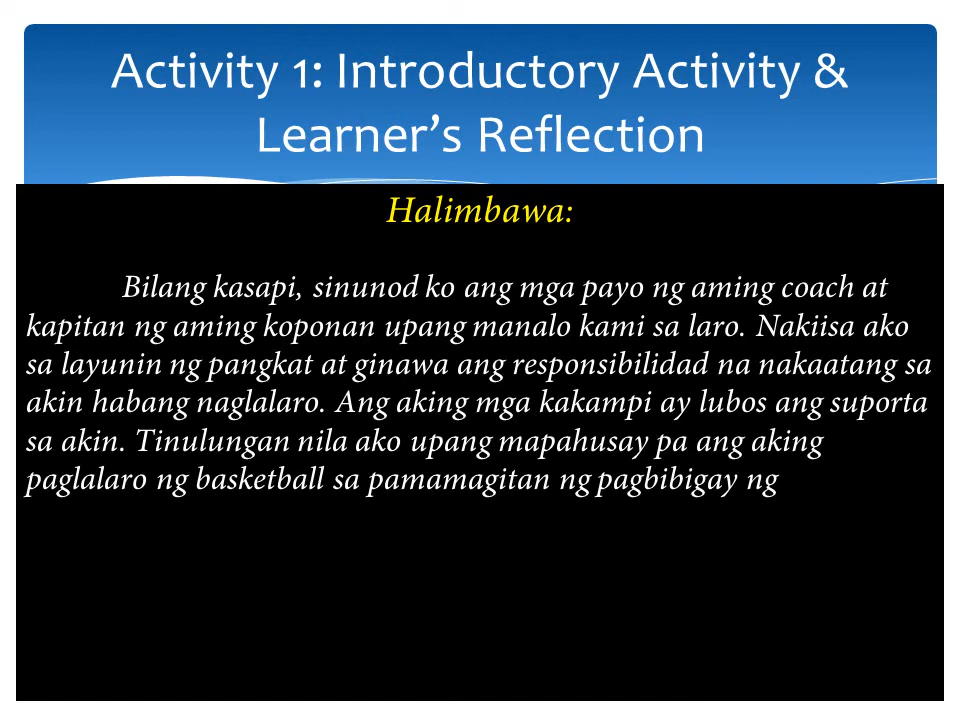 Activity 1: Introductory Activity &
Learner’s Reflection
Halimbawa:
Bilang kasapi, sinunod ko ang mga payo ng aming coach at
kapitan ng aming koponan upang manalo kami sa laro. Nakiisa ako
sa layunin ng pangkat at ginawa ang responsibilidad na nakaatang sa
akin habang naglalaro. Ang aking mga kakampi ay lubos ang suporta
sa akin. Tinulungan nila ako upang mapahusay pa ang aking
paglalaro ng basketball sa pamamagitan ng pagbibigay ng